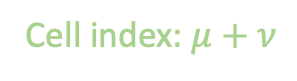 Cell index: 𝜇 + 𝜈